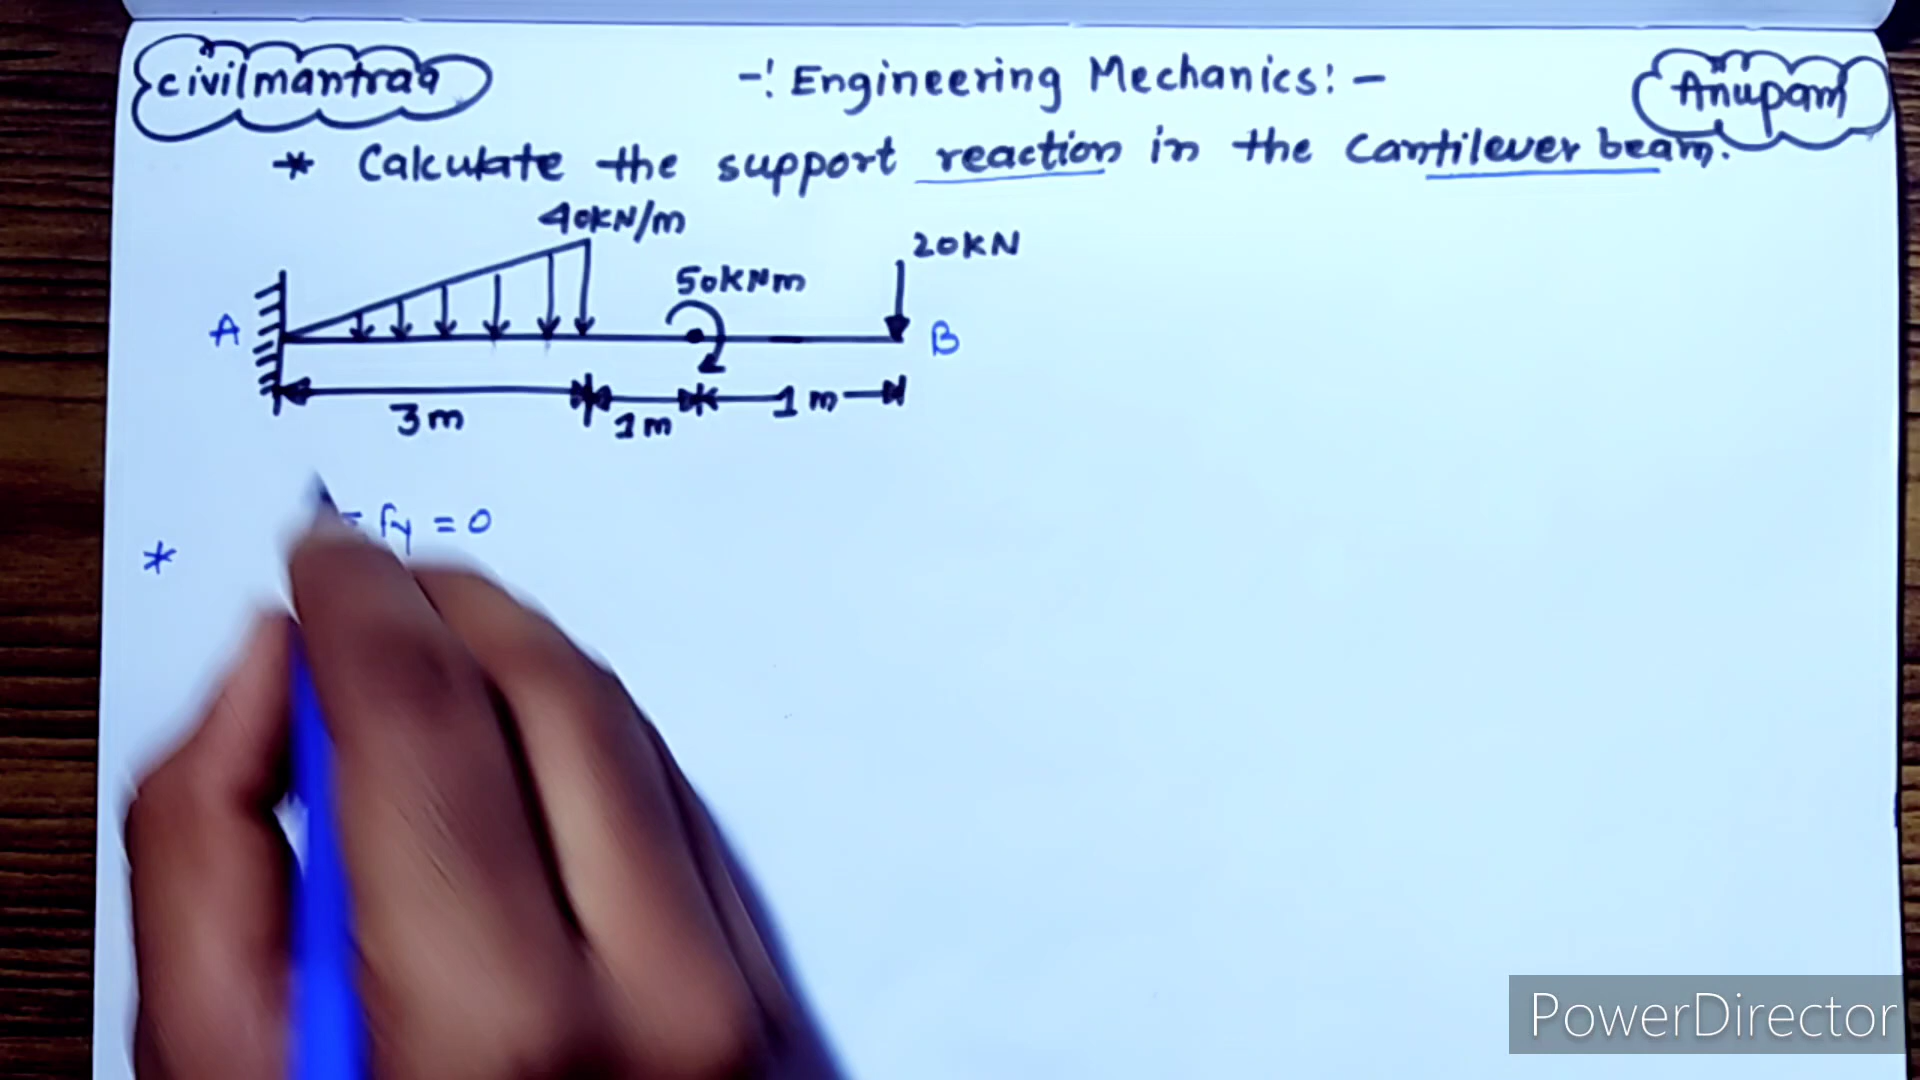 civilmantraa
-: Engineering Mechanics: -
Anupam
* Calculate the support reaction in the cantilever beam.
40kN/m
50kNm
20kN
A
B
3m
1m
1m
fy = 0
*
PowerDirector